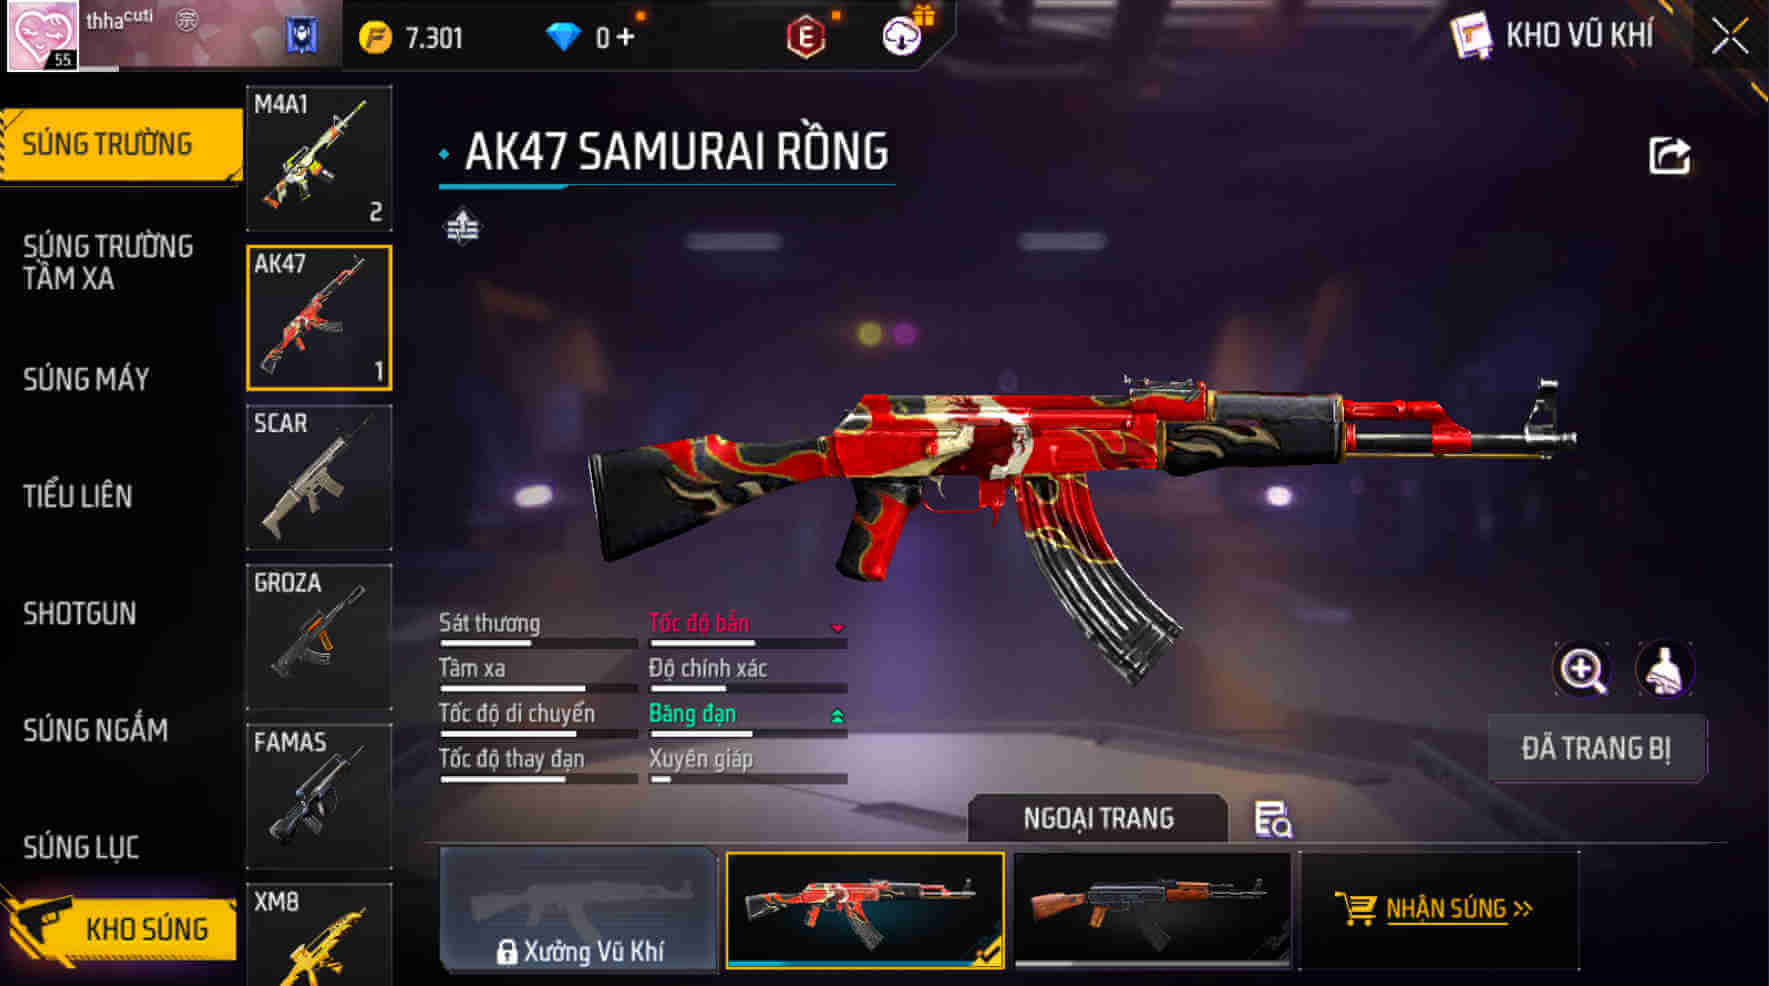 thhacuti
55
7.301
0 +
E
KHO VŨ KHÍ
SÚNG TRƯỜNG
SÚNG TRƯỜNG
TẦM XA
SÚNG MÁY
TIỂU LIÊN
SHOTGUN
SÚNG NGẮM
SÚNG LỤC
KHO SÚNG
M4A1
2
AK47
1
SCAR
GROZA
FAMAS
XM8
AK47 SAMURAI RỒNG
Sát thương
Tốc độ bắn
Tầm xa
Độ chính xác
Tốc độ di chuyển
Băng đạn
Tốc độ thay đạn
Xuyên giáp
ĐÃ TRANG BỊ
NGOẠI TRANG
Xưởng Vũ Khí
NHẬN SÚNG >>